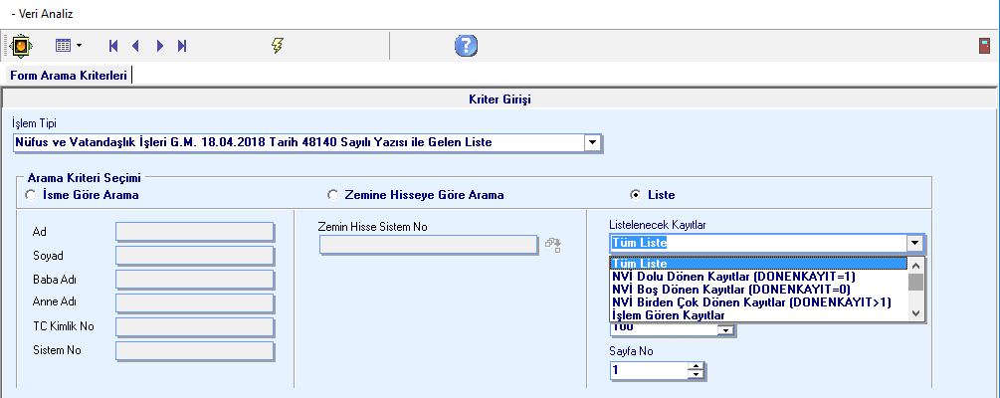 - Veri Analiz
Form Arama Kriterleri
Kriter Girişi
İşlem Tipi
Nüfus ve Vatandaşlık İşleri G.M. 18.04.2018 Tarih 48140 Sayılı Yazısı ile Gelen Liste
Arama Kriteri Seçimi
İsme Göre Arama
Zemine Hisseye Göre Arama
Liste
Ad
Soyad
Baba Adı
Anne Adı
TC Kimlik No
Sistem No
Zemin Hisse Sistem No
Listelenecek Kayıtlar
Tüm Liste
Tüm Liste
NVİ Dolu Dönen Kayıtlar (DONENKAYIT=1)
NVİ Boş Dönen Kayıtlar (DONENKAYIT=0)
NVİ Birden Çok Dönen Kayıtlar (DONENKAYIT>1)
İşlem Gören Kayıtlar
100
Sayfa No
1